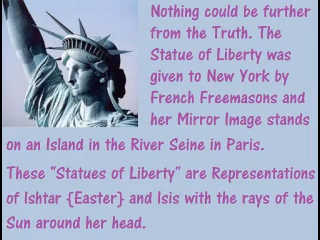 Nothing could be further
from the Truth. The
Statue of Liberty was
given to New York by
French Freemasons and
her Mirror Image stands
on an Island in the River Seine in Paris.
These "Statues of Liberty" are Representations
of Ishtar {Easter} and Isis with the rays of the
Sun around her head.